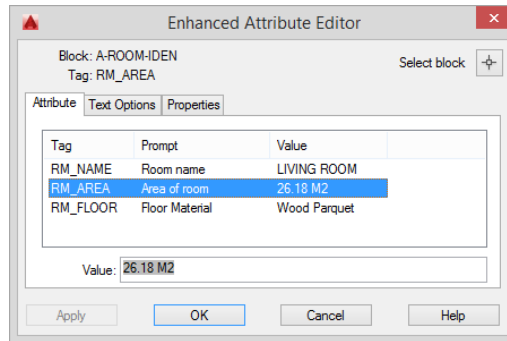 Enhanced Attribute Editor
Block: A-ROOM-IDEN
Tag: RM_AREA
Select block
Attribute Text Options Properties
Tag Prompt Value
RM_NAME Room name LIVING ROOM
RM_AREA Area of room 26.18 M2
RM_FLOOR Floor Material Wood Parquet
Value: 26.18 M2
Apply OK Cancel Help